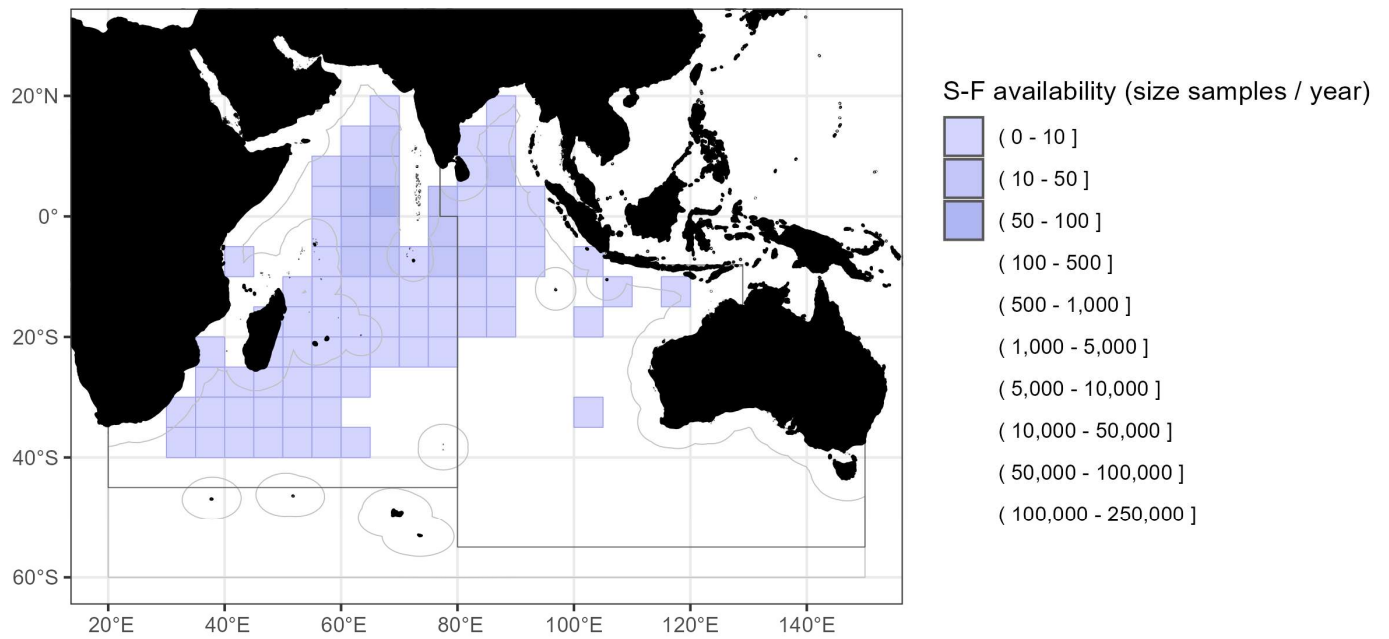 S-F availability (size samples / year)
( 0 - 10 ]
( 10 - 50 ]
( 50 - 100 ]
( 100 - 500 ]
( 500 - 1,000 ]
( 1,000 - 5,000 ]
( 5,000 - 10,000 ]
( 10,000 - 50,000 ]
( 50,000 - 100,000 ]
( 100,000 - 250,000 ]
20°N
0°
20°S
40°S
60°S
20°E 40°E 60°E 80°E 100°E 120°E 140°E